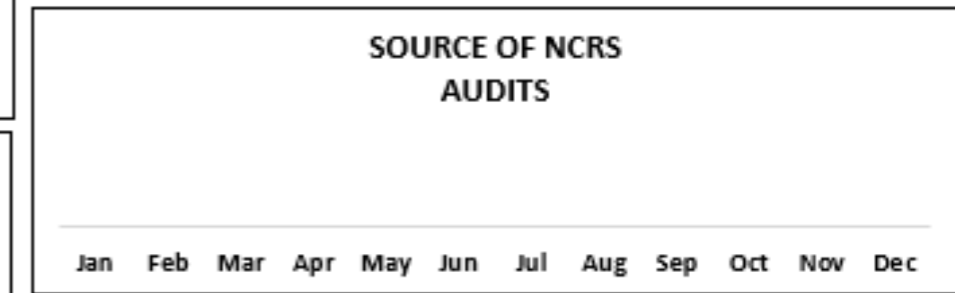 SOURCE OF NCRS
AUDITS
Jan Feb Mar Apr May Jun Jul Aug Sep Oct Nov Dec